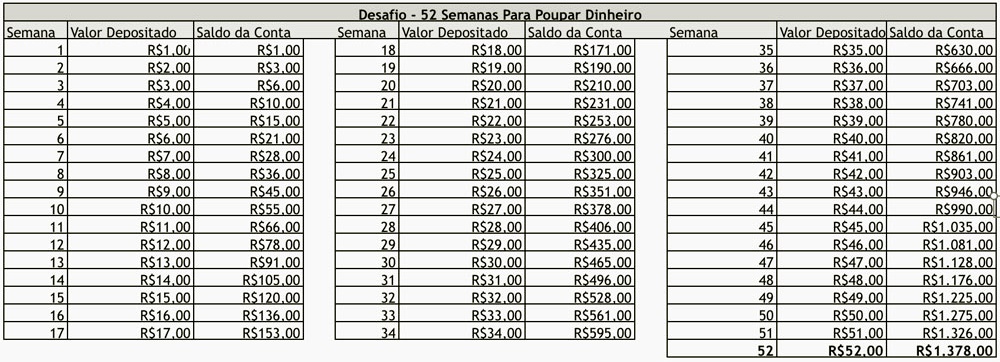 Desafio - 52 Semanas Para Poupar Dinheiro
Semana Valor Depositado Saldo da Conta Semana Valor Depositado Saldo da Conta Semana Valor Depositado Saldo da Conta
1 R$1,00 R$1,00 18 R$18,00 R$171,00 35 R$35,00 R$630,00
2 R$2,00 R$3,00 19 R$19,00 R$190,00 36 R$36,00 R$666,00
3 R$3,00 R$6,00 20 R$20,00 R$210,00 37 R$37,00 R$703,00
4 R$4,00 R$10,00 21 R$21,00 R$231,00 38 R$38,00 R$741,00
5 R$5,00 R$15,00 22 R$22,00 R$253,00 39 R$39,00 R$780,00
6 R$6,00 R$21,00 23 R$23,00 R$276,00 40 R$40,00 R$820,00
7 R$7,00 R$28,00 24 R$24,00 R$300,00 41 R$41,00 R$861,00
8 R$8,00 R$36,00 25 R$25,00 R$325,00 42 R$42,00 R$903,00
9 R$9,00 R$45,00 26 R$26,00 R$351,00 43 R$43,00 R$946,00
10 R$10,00 R$55,00 27 R$27,00 R$378,00 44 R$44,00 R$990,00
11 R$11,00 R$66,00 28 R$28,00 R$406,00 45 R$45,00 R$1.035,00
12 R$12,00 R$78,00 29 R$29,00 R$435,00 46 R$46,00 R$1.081,00
13 R$13,00 R$91,00 30 R$30,00 R$465,00 47 R$47,00 R$1.128,00
14 R$14,00 R$105,00 31 R$31,00 R$496,00 48 R$48,00 R$1.176,00
15 R$15,00 R$120,00 32 R$32,00 R$528,00 49 R$49,00 R$1.225,00
16 R$16,00 R$136,00 33 R$33,00 R$561,00 50 R$50,00 R$1.275,00
17 R$17,00 R$153,00 34 R$34,00 R$595,00 51 R$51,00 R$1.326,00
52 R$52,00 R$1.378,00